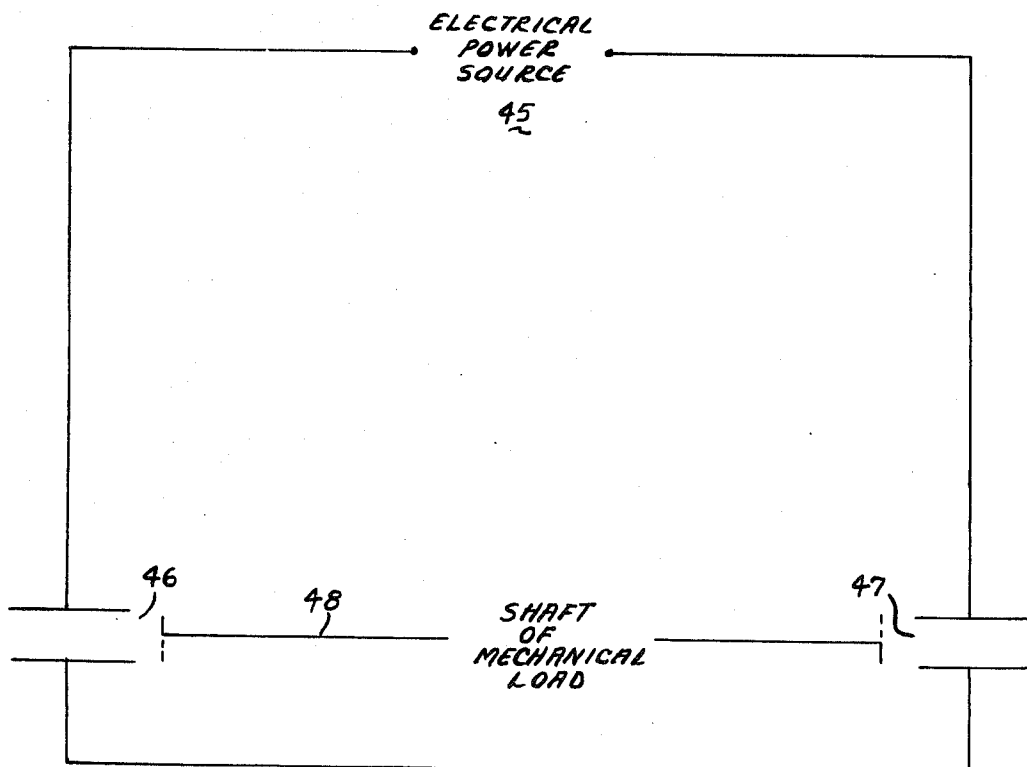 ELECTRICAL
POWER
SOURCE
45
46
48
SHAFT
OF
MECHANICAL
LOAD
47